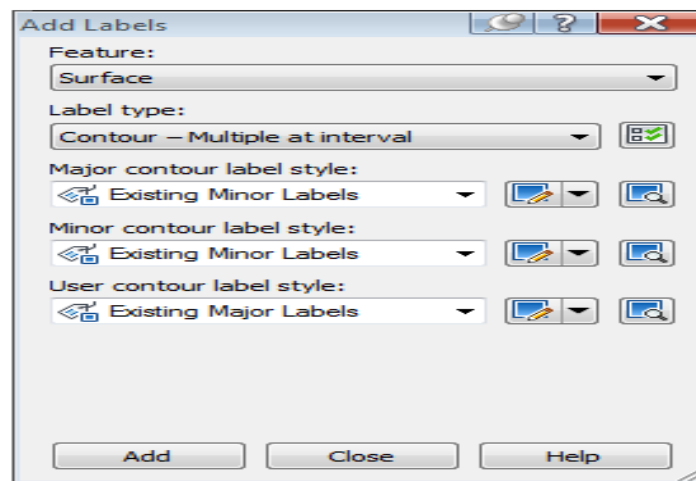 Add Labels
Feature:
Surface
Label type:
Contour – Multiple at interval
Major contour label style:
Existing Minor Labels
Minor contour label style:
Existing Minor Labels
User contour label style:
Existing Major Labels
Add Close Help